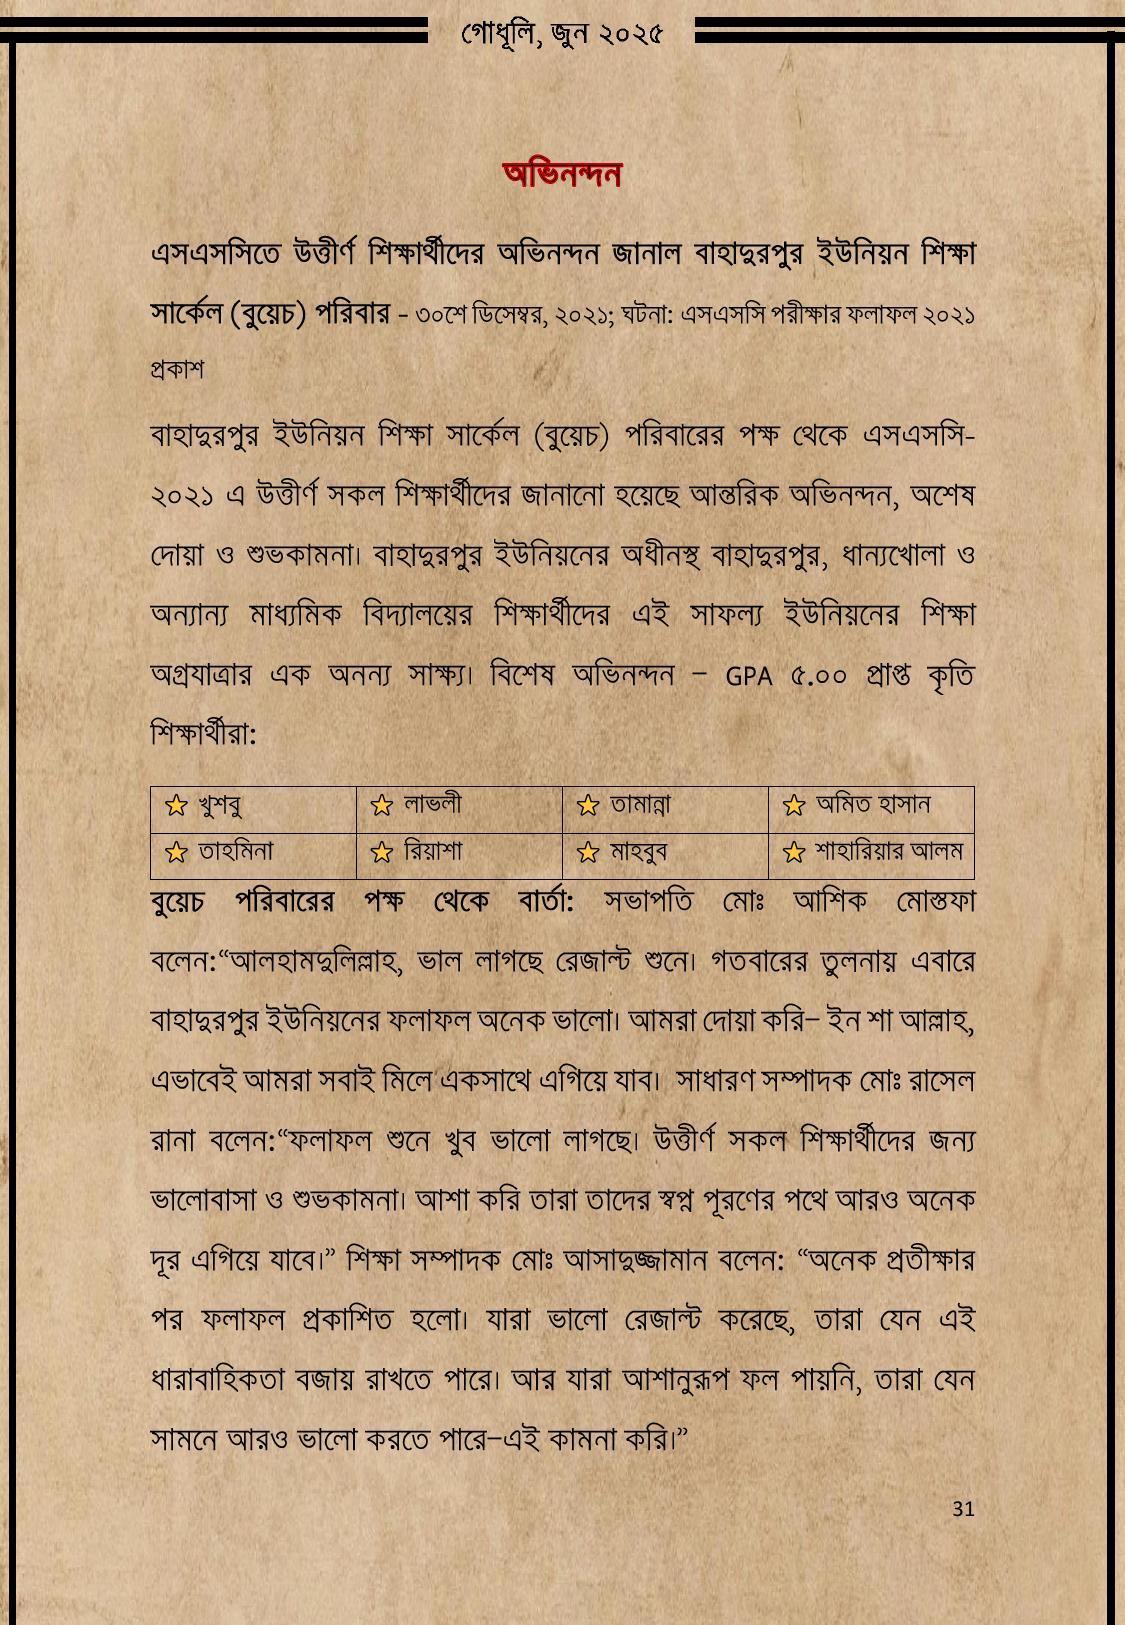 গোধূলি, জুন ২০২৫
অভিনন্দন
এসএসসিতে উত্তীর্ণ শিক্ষার্থীদের অভিনন্দন জানাল বাহাদুরপুর ইউনিয়ন শিক্ষা
সার্কেল (বুয়েচ) পরিবার - ৩০শে ডিসেম্বর, ২০২১; ঘটনা: এসএসসি পরীক্ষার ফলাফল ২০২১
প্রকাশ
বাহাদুরপুর ইউনিয়ন শিক্ষা সার্কেল (বুয়েচ) পরিবারের পক্ষ থেকে এসএসসি-
২০২১ এ উত্তীর্ণ সকল শিক্ষার্থীদের জানানো হয়েছে আন্তরিক অভিনন্দন, অশেষ
দোয়া ও শুভকামনা। বাহাদুরপুর ইউনিয়নের অধীনস্থ বাহাদুরপুর, ধান্যখোলা ও
অন্যান্য মাধ্যমিক বিদ্যালয়ের শিক্ষার্থীদের এই সাফল্য ইউনিয়নের শিক্ষা
অগ্রযাত্রার এক অনন্য সাক্ষ্য। বিশেষ অভিনন্দন – GPA ৫.০০ প্রাপ্ত কৃতি
শিক্ষার্থীরা:
খুশবু লাভলী তামান্না অমিত হাসান
তাহমিনা রিয়াশা মাহবুব শাহারিয়ার আলম
বুয়েচ পরিবারের পক্ষ থেকে বার্তা: সভাপতি মোঃ আশিক মোস্তফা
বলেন:“আলহামদুলিল্লাহ, ভাল লাগছে রেজাল্ট শুনে। গতবারের তুলনায় এবারে
বাহাদুরপুর ইউনিয়নের ফলাফল অনেক ভালো। আমরা দোয়া করি– ইন শা আল্লাহ,
এভাবেই আমরা সবাই মিলে একসাথে এগিয়ে যাব। সাধারণ সম্পাদক মোঃ রাসেল
রানা বলেন:“ফলাফল শুনে খুব ভালো লাগছে। উত্তীর্ণ সকল শিক্ষার্থীদের জন্য
ভালোবাসা ও শুভকামনা। আশা করি তারা তাদের স্বপ্ন পূরণের পথে আরও অনেক
দূর এগিয়ে যাবে।” শিক্ষা সম্পাদক মোঃ আসাদুজ্জামান বলেন: “অনেক প্রতীক্ষার
পর ফলাফল প্রকাশিত হলো। যারা ভালো রেজাল্ট করেছে, তারা যেন এই
ধারাবাহিকতা বজায় রাখতে পারে। আর যারা আশানুরূপ ফল পায়নি, তারা যেন
সামনে আরও ভালো করতে পারে–এই কামনা করি।”
31